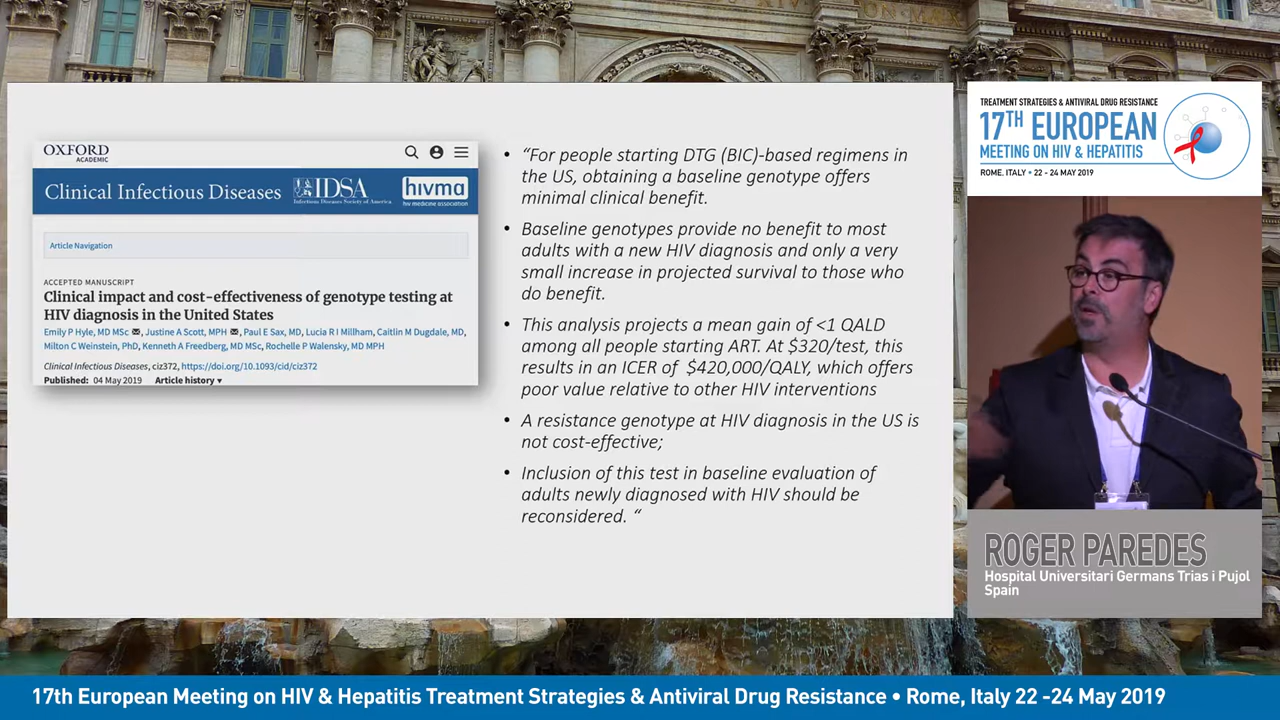 OXFORD
ACADEMIC
Clinical Infectious Diseases
IDSA
Infectious Diseases Society of America
hivma
hiv medicine association
Article Navigation
ACCEPTED MANUSCRIPT
Clinical impact and cost-effectiveness of genotype testing at
HIV diagnosis in the United States
Emily P Hyle, MD MSc ✉, Justine A Scott, MPH ✉, Paul E Sax, MD, Lucia R I Millham, Caitlin M Dugdale, MD,
Milton C Weinstein, PhD, Kenneth A Freedberg, MD MSc, Rochelle P Walensky, MD MPH
Clinical Infectious Diseases, ciz372, https://doi.org/10.1093/cid/ciz372
Published: 04 May 2019 Article history ▾
• “For people starting DTG (BIC)-based regimens in
the US, obtaining a baseline genotype offers
minimal clinical benefit.
• Baseline genotypes provide no benefit to most
adults with a new HIV diagnosis and only a very
small increase in projected survival to those who
do benefit.
• This analysis projects a mean gain of <1 QALD
among all people starting ART. At $320/test, this
results in an ICER of $420,000/QALY, which offers
poor value relative to other HIV interventions
• A resistance genotype at HIV diagnosis in the US is
not cost-effective;
• Inclusion of this test in baseline evaluation of
adults newly diagnosed with HIV should be
reconsidered. “
TREATMENT STRATEGIES & ANTIVIRAL DRUG RESISTANCE
17TH EUROPEAN
MEETING ON HIV & HEPATITIS
ROME, ITALY • 22 - 24 MAY 2019
ROGER PAREDES
Hospital Universitari Germans Trias i Pujol
Spain
17th European Meeting on HIV & Hepatitis Treatment Strategies & Antiviral Drug Resistance • Rome, Italy 22 -24 May 2019